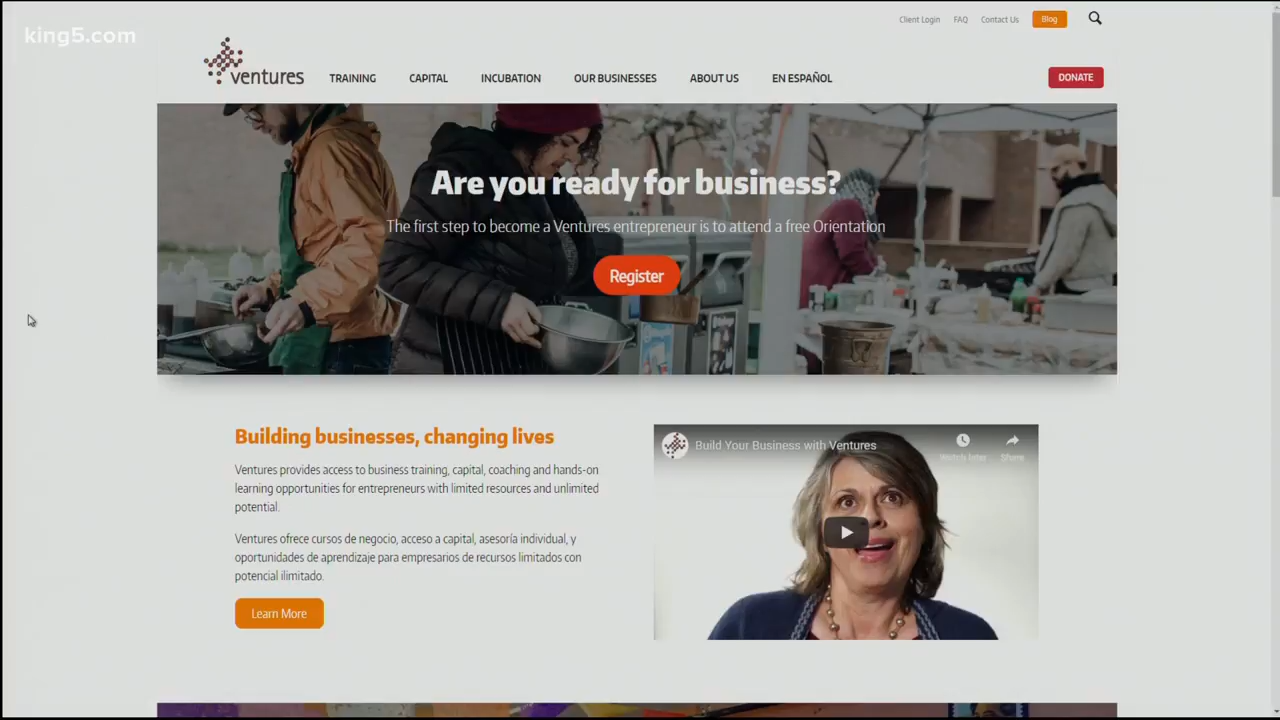 king5.com
Client Login FAQ Contact Us Blog
ventures TRAINING CAPITAL INCUBATION OUR BUSINESSES ABOUT US EN ESPAÑOL DONATE
Are you ready for business?
The first step to become a Ventures entrepreneur is to attend a free Orientation
Register
Building businesses, changing lives
Ventures provides access to business training, capital, coaching and hands-on
learning opportunities for entrepreneurs with limited resources and unlimited
potential.
Ventures ofrece cursos de negocio, acceso a capital, asesoría individual, y
oportunidades de aprendizaje para empresarios de recursos limitados con
potencial ilimitado.
Learn More
Build Your Business with Ventures
Watch later Share